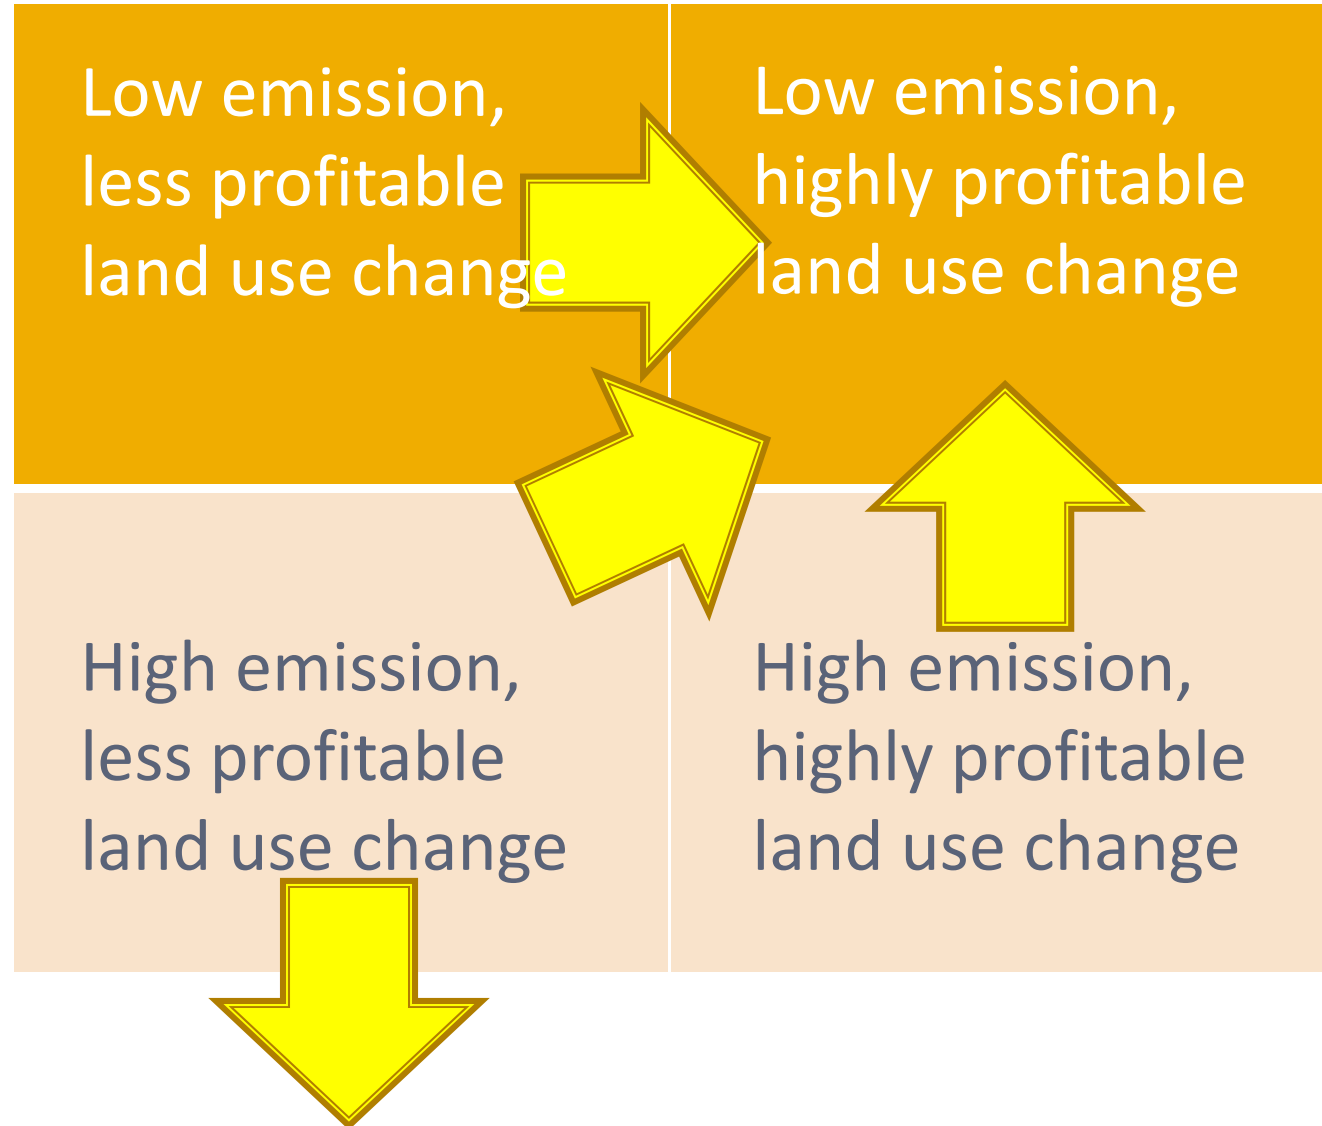 Low emission,
less profitable
land use change
Low emission,
highly profitable
land use change
High emission,
less profitable
land use change
High emission,
highly profitable
land use change